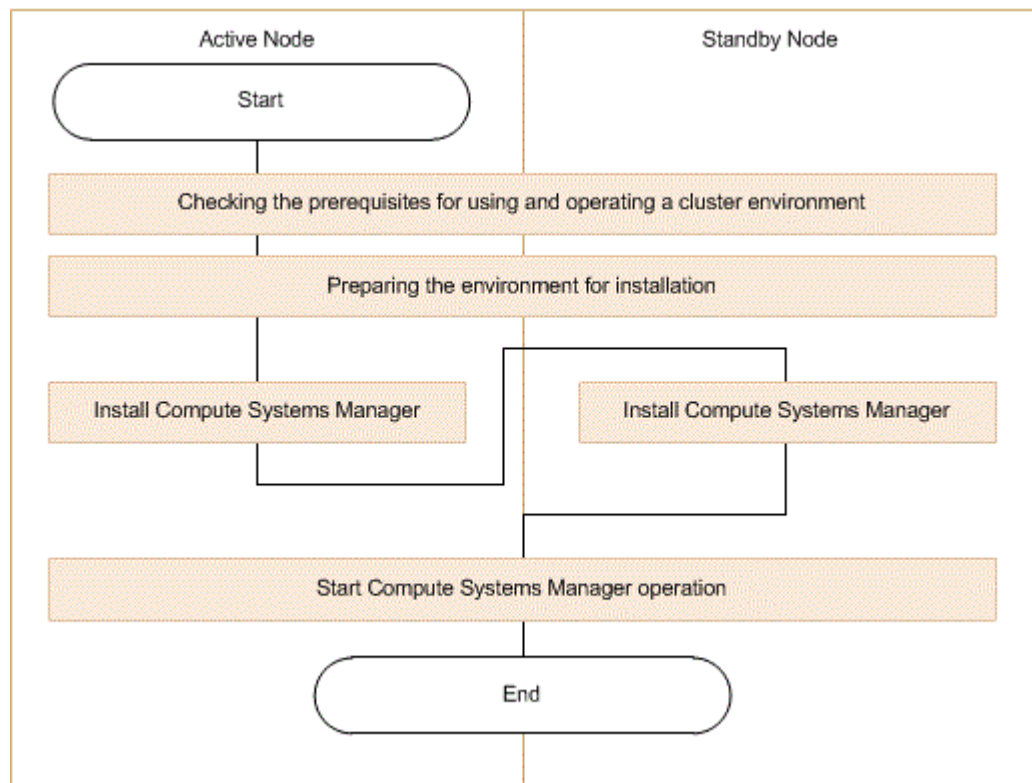 Active Node
Standby Node
Start
Checking the prerequisites for using and operating a cluster environment
Preparing the environment for installation
Install Compute Systems Manager
Install Compute Systems Manager
Start Compute Systems Manager operation
End